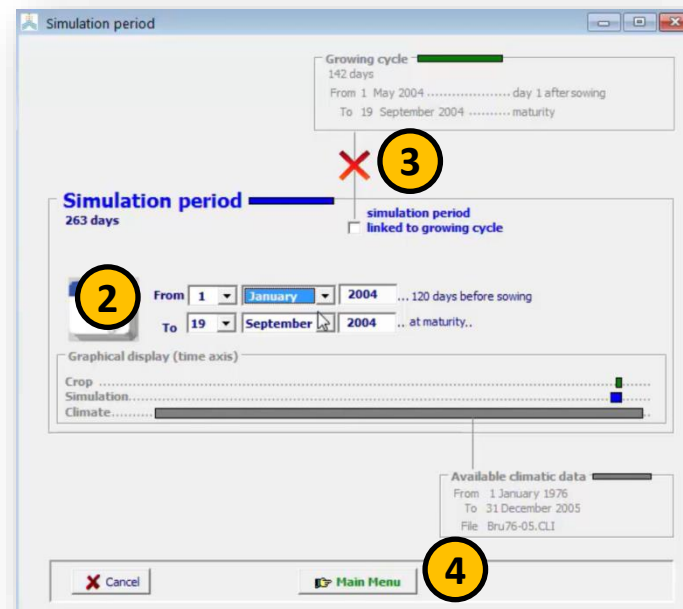 Simulation period
Growing cycle
142 days
From 1 May 2004 .................... day 1 after sowing
To 19 September 2004 .......... maturity
3
Simulation period
263 days
simulation period
linked to growing cycle
2
From 1 January 2004 ... 120 days before sowing
To 19 September 2004 .. at maturity..
Graphical display (time axis)
Crop
Simulation
Climate
Available climatic data
From 1 January 1976
To 31 December 2005
File Bru76-05.CLI
4
Cancel
Main Menu